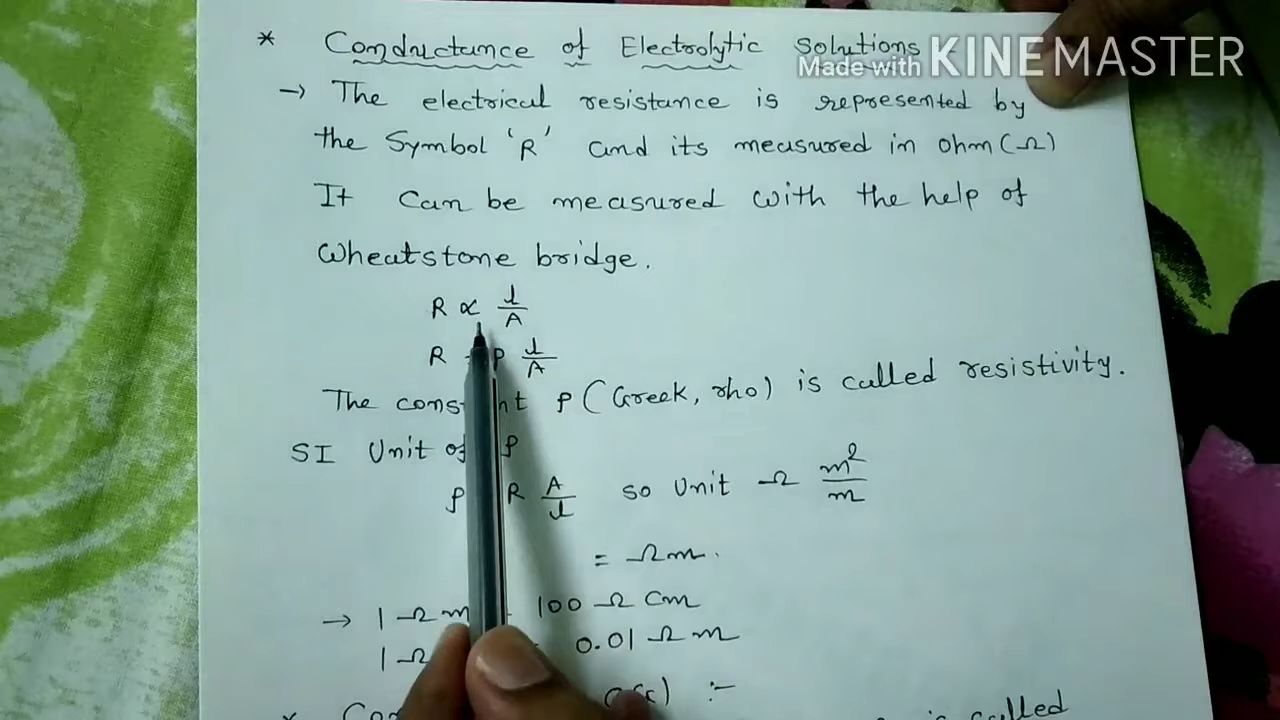 * Conductance of Electrolytic Solutions
Made with KINEMASTER
→ The electrical resistance is represented by
the Symbol 'R' and its measured in ohm (Ω)
It can be measured with the help of
Wheatstone bridge.
R ∝ l/A
R = ρ l/A
The constant ρ (Greek, rho) is called resistivity.
SI Unit of ρ
ρ R A/l so Unit Ω m²/m
= Ωm.
→ 1 Ω m 100 Ω cm
1 Ω 0.01 Ω m
:-
* is called